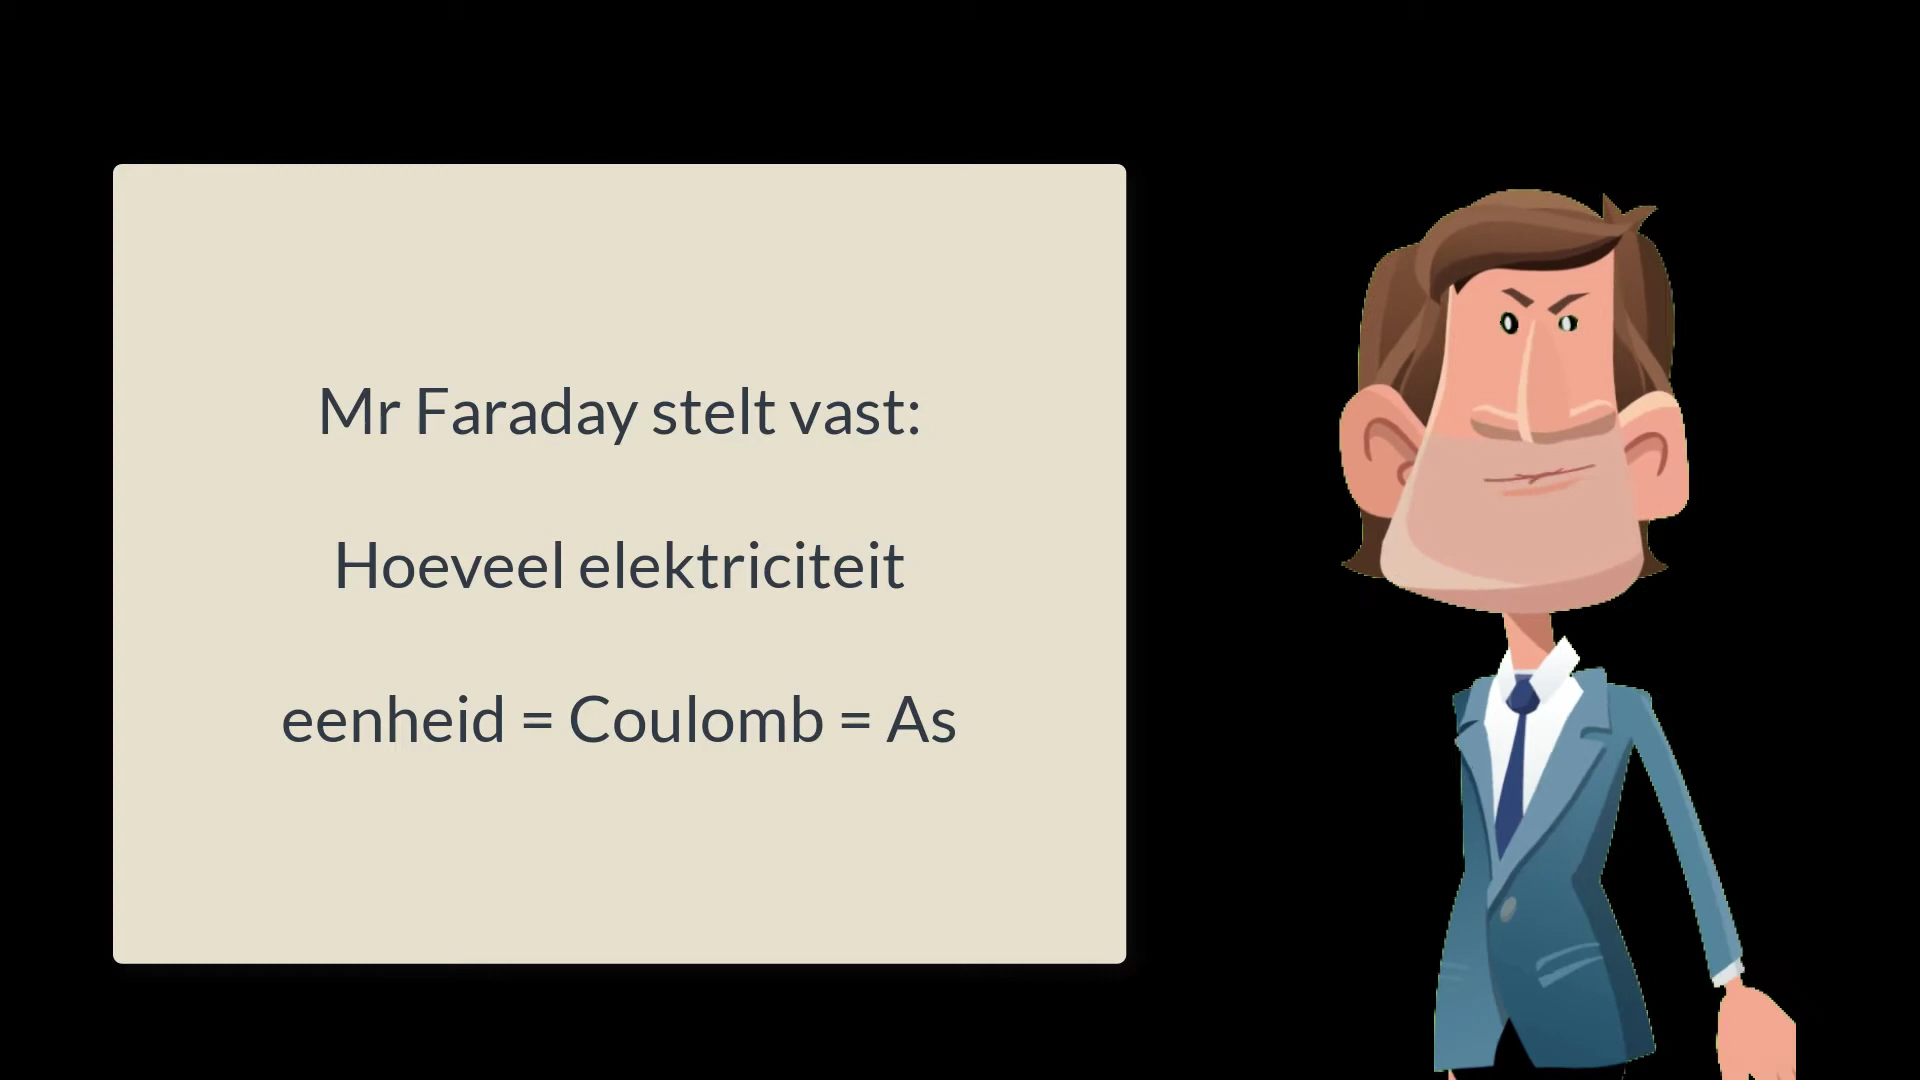 Mr Faraday stelt vast:
Hoeveel elektriciteit
eenheid = Coulomb = As